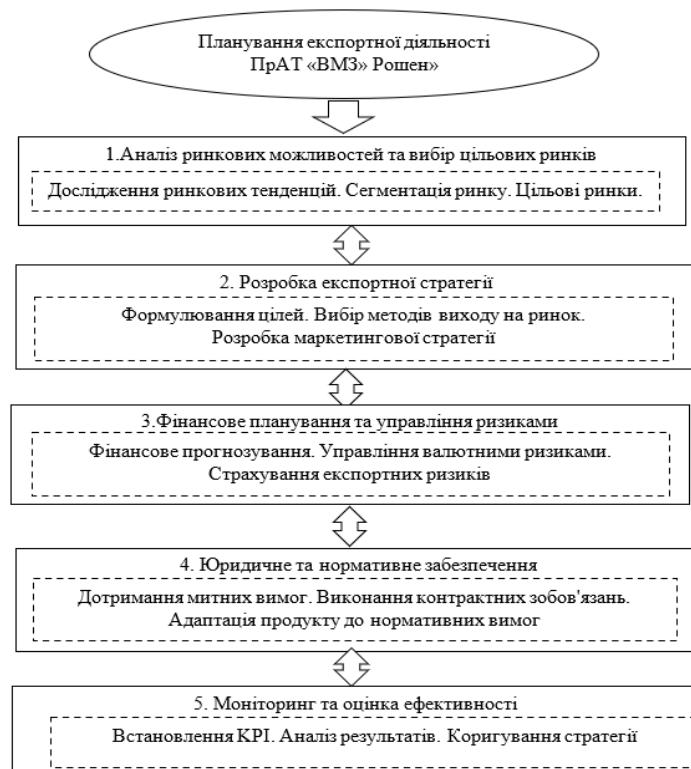 Планування експортної діяльності
ПрАТ «ВМЗ» Рошен»
1.Аналіз ринкових можливостей та вибір цільових ринків
Дослідження ринкових тенденцій. Сегментація ринку. Цільові ринки.
2. Розробка експортної стратегії
Формулювання цілей. Вибір методів виходу на ринок.
Розробка маркетингової стратегії
3.Фінансове планування та управління ризиками
Фінансове прогнозування. Управління валютними ризиками.
Страхування експортних ризиків
4. Юридичне та нормативне забезпечення
Дотримання митних вимог. Виконання контрактних зобов'язань.
Адаптація продукту до нормативних вимог
5. Моніторинг та оцінка ефективності
Встановлення KPI. Аналіз результатів. Коригування стратегії